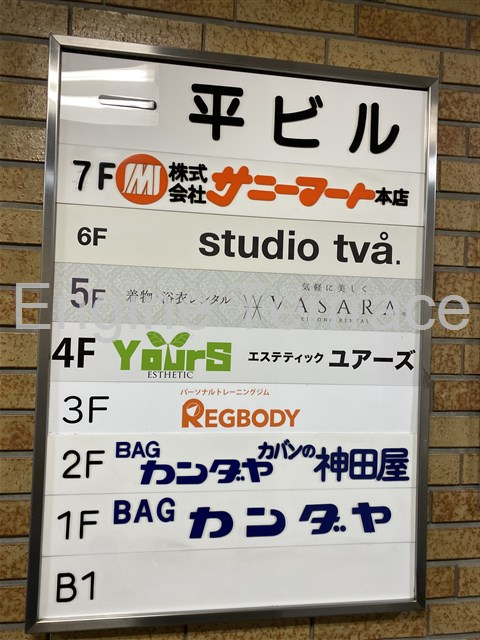 一平ビル
7F 株式会社 サニーマート 本店
6F studio två.
5F 着物・浴衣レンタル 気軽に美しく VASARA KIMONO RENTAL
4F YourS ESTHETIC エステティック ユアーズ
パーソナルトレーニングジム
3F REGBODY
2F BAG カンダヤ カバンの神田屋
1F BAG カンダヤ
B1